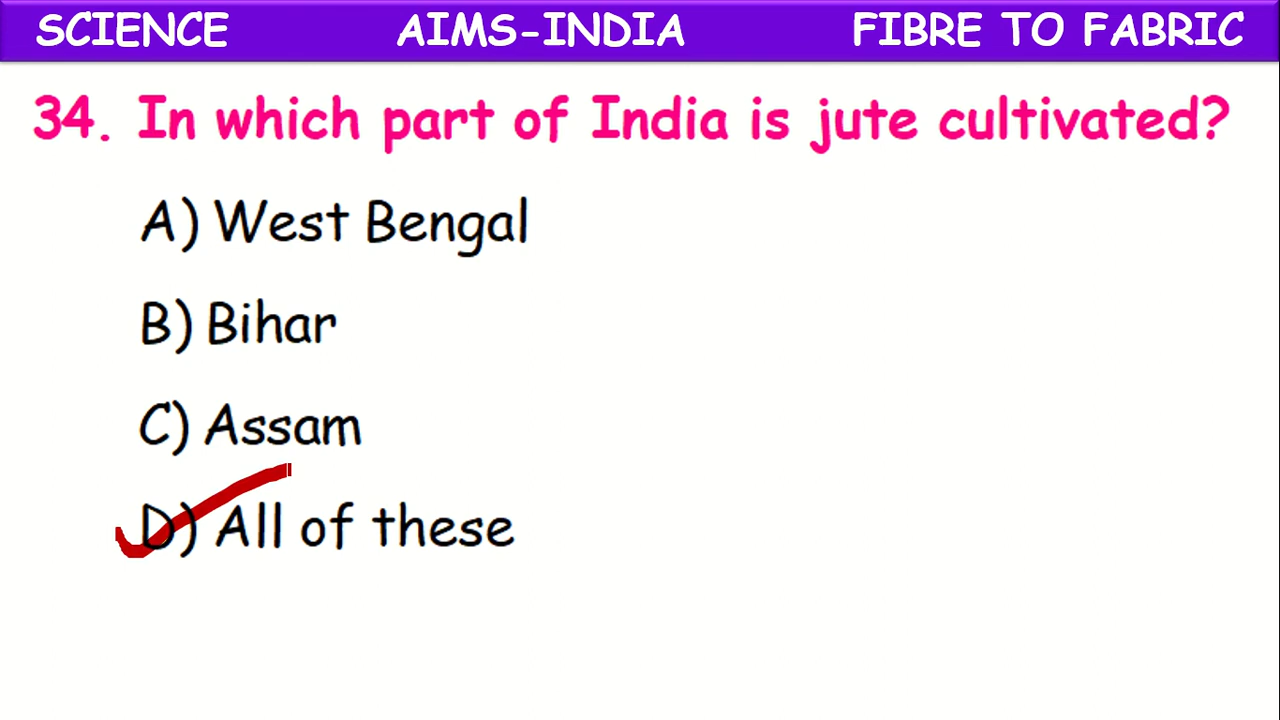 SCIENCE AIMS-INDIA FIBRE TO FABRIC
34. In which part of India is jute cultivated?
A) West Bengal
B) Bihar
C) Assam
D) All of these